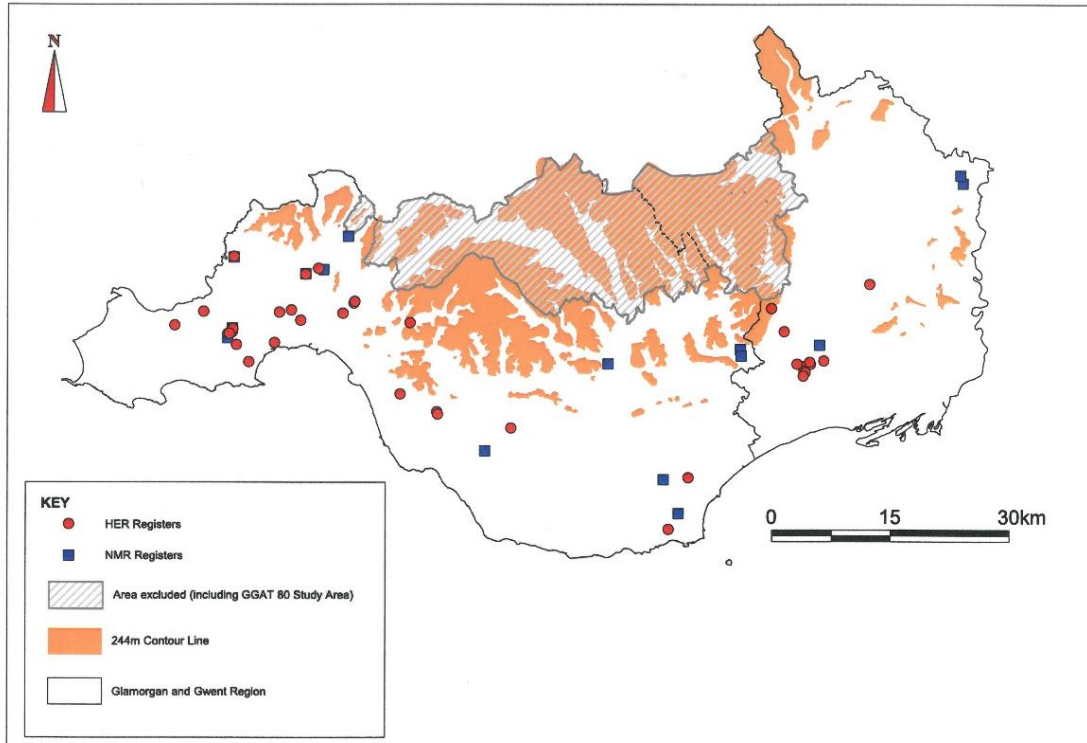 N
KEY
HER Registers
NMR Registers
Area excluded (including GGAT 80 Study Area)
244m Contour Line
Glamorgan and Gwent Region
0 15 30km